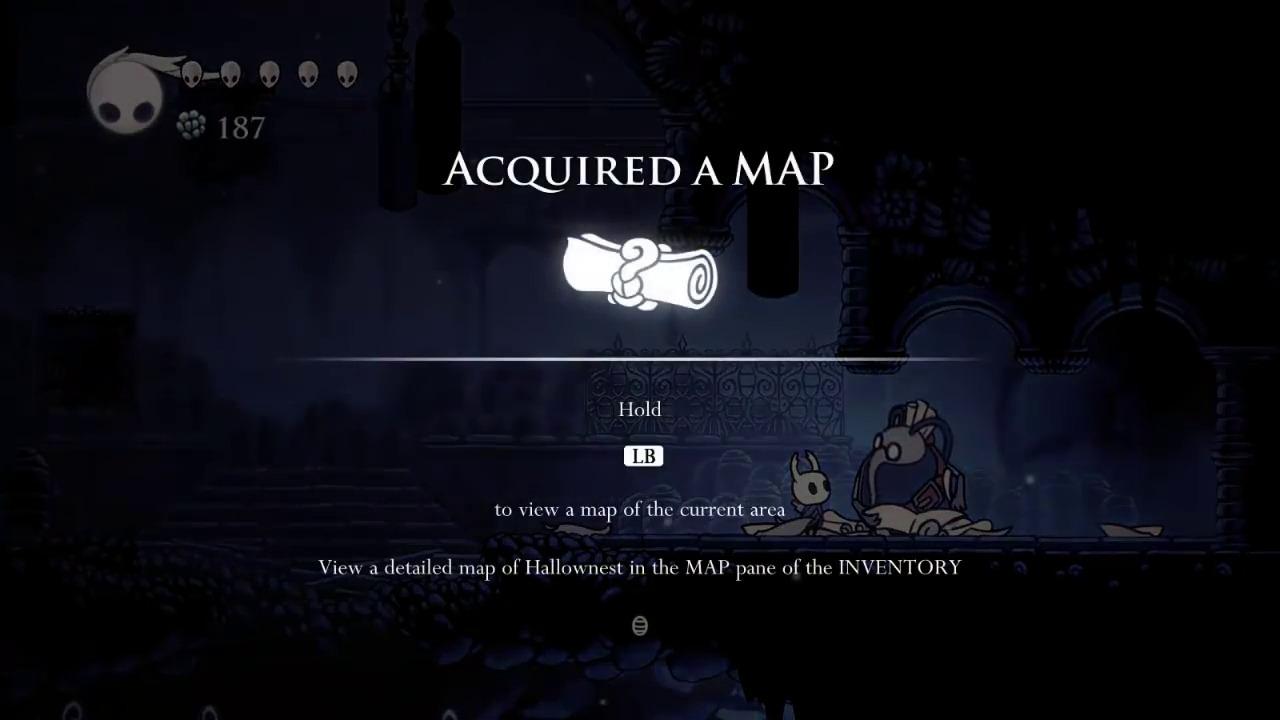 187
ACQUIRED A MAP
Hold
LB
to view a map of the current area
View a detailed map of Hallownest in the MAP pane of the INVENTORY